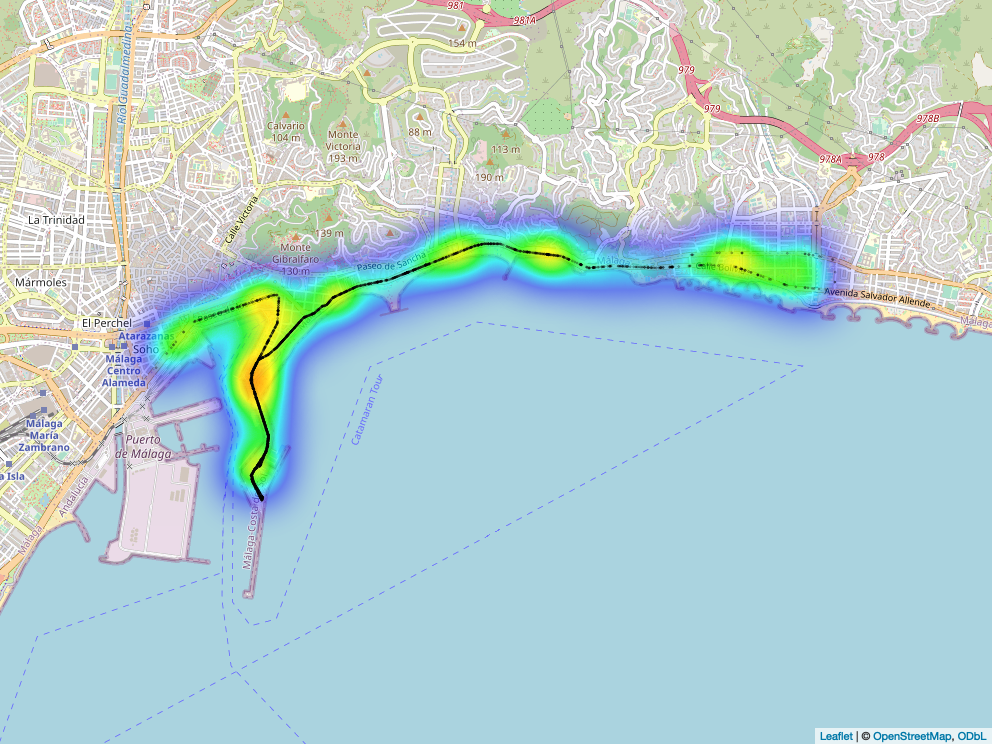 981
981A
154 m
979
979
978B
978A
978
Río Guadalmedina
Calvario
104 m
Monte
Victoria
193 m
88 m
113 m
190 m
La Trinidad
Calle Victoria
139 m
Monte
Gibralfaro
130 m
Paseo de Sancha
Mármoles
Avenida Salvador Allende
El Perchel
Atarazanas
Soho
Málaga
Centro
Alameda
Catamaran Tour
Málaga
María
Zambrano
Puerto
de Málaga
a Isla
Andalucía
Málaga
Leaflet | © OpenStreetMap, ODbL